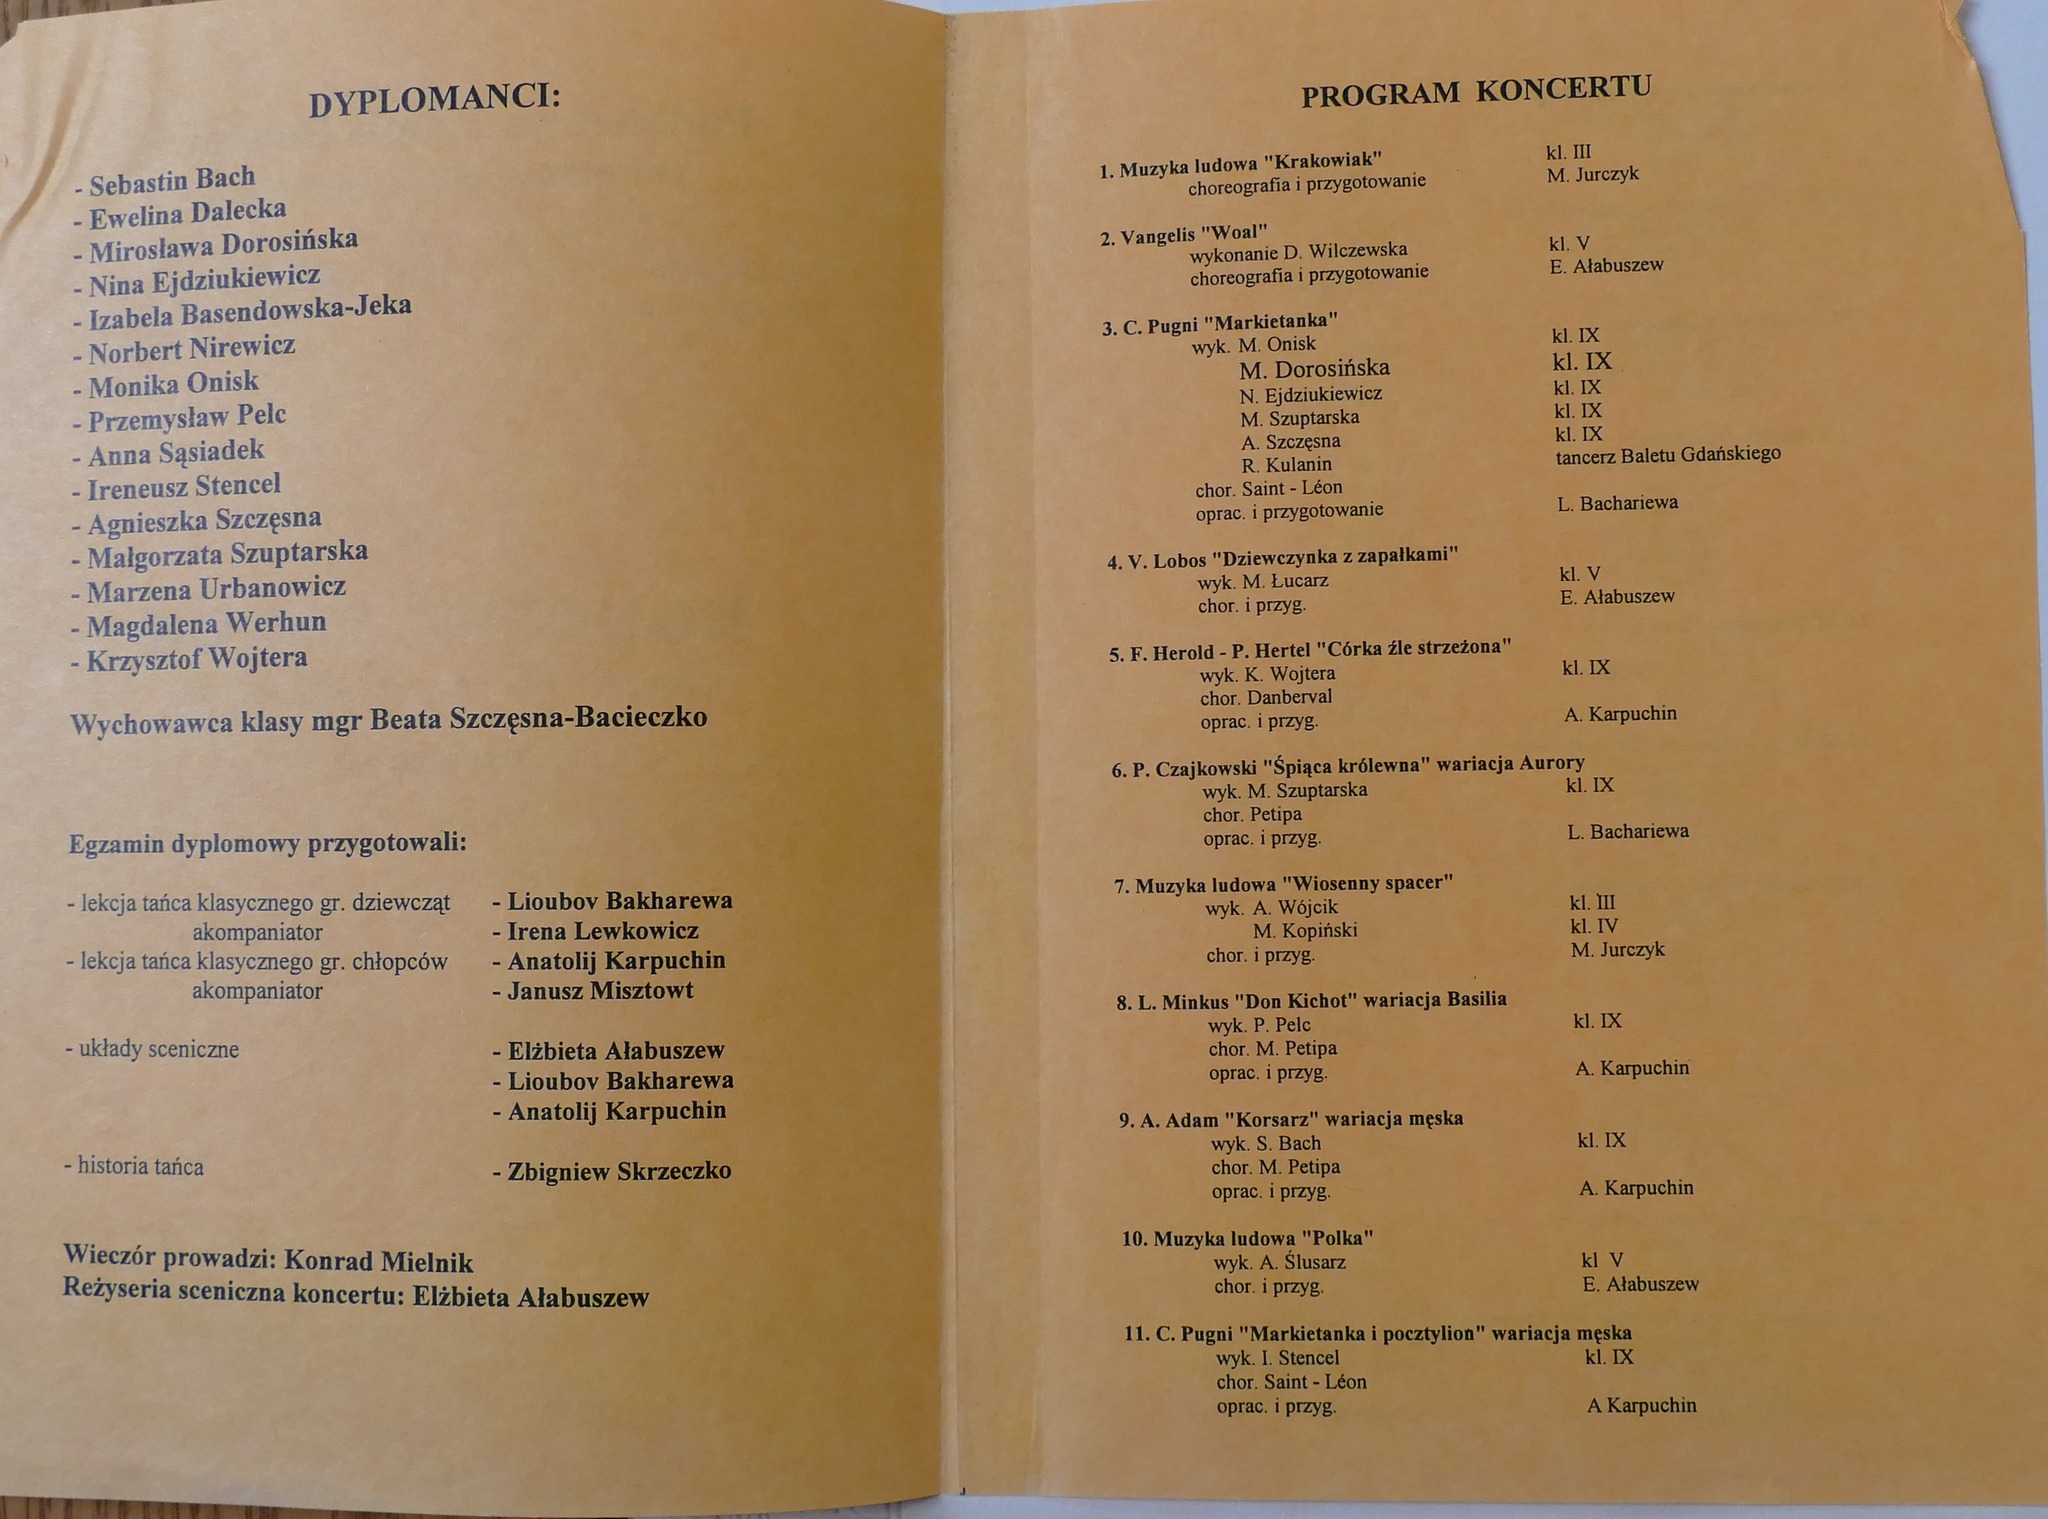 DYPLOMANCI:
- Sebastin Bach
- Ewelina Dalecka
- Mirosława Dorosińska
- Nina Ejdziukiewicz
- Izabela Basendowska-Jeka
- Norbert Nirewicz
- Monika Onisk
- Przemysław Pelc
- Anna Sąsiadek
- Ireneusz Stencel
- Agnieszka Szczęsna
- Małgorzata Szuptarska
- Marzena Urbanowicz
- Magdalena Werhun
- Krzysztof Wojtera
Wychowawca klasy mgr Beata Szczęsna-Bacieczko
Egzamin dyplomowy przygotowali:
- lekcja tańca klasycznego gr. dziewcząt - Lioubov Bakharewa
akompaniator - Irena Lewkowicz
- lekcja tańca klasycznego gr. chłopców - Anatolij Karpuchin
akompaniator - Janusz Misztowt
- układy sceniczne - Elżbieta Ałabuszew
- Lioubov Bakharewa
- Anatolij Karpuchin
- historia tańca - Zbigniew Skrzeczko
Wieczór prowadzi: Konrad Mielnik
Reżyseria sceniczna koncertu: Elżbieta Ałabuszew
PROGRAM KONCERTU
1. Muzyka ludowa "Krakowiak" kl. III
choreografia i przygotowanie M. Jurczyk
2. Vangelis "Woal"
wykonanie D. Wilczewska kl. V
choreografia i przygotowanie E. Ałabuszew
3. C. Pugni "Markietanka"
wyk. M. Onisk kl. IX
M. Dorosińska kl. IX
N. Ejdziukiewicz kl. IX
M. Szuptarska kl. IX
A. Szczęsna kl. IX
R. Kulanin tancerz Baletu Gdańskiego
chor. Saint - Léon
oprac. i przygotowanie L. Bachariewa
4. V. Lobos "Dziewczynka z zapałkami"
wyk. M. Łucarz kl. V
chor. i przyg. E. Ałabuszew
5. F. Herold - P. Hertel "Córka źle strzeżona"
wyk. K. Wojtera kl. IX
chor. Danberval
oprac. i przyg. A. Karpuchin
6. P. Czajkowski "Śpiąca królewna" wariacja Aurory
wyk. M. Szuptarska kl. IX
chor. Petipa
oprac. i przyg. L. Bachariewa
7. Muzyka ludowa "Wiosenny spacer"
wyk. A. Wójcik kl. III
M. Kopiński kl. IV
chor. i przyg. M. Jurczyk
8. L. Minkus "Don Kichot" wariacja Basilia
wyk. P. Pelc kl. IX
chor. M. Petipa
oprac. i przyg. A. Karpuchin
9. A. Adam "Korsarz" wariacja męska
wyk. S. Bach kl. IX
chor. M. Petipa
oprac. i przyg. A. Karpuchin
10. Muzyka ludowa "Polka"
wyk. A. Ślusarz kl V
chor. i przyg. E. Ałabuszew
11. C. Pugni "Markietanka i pocztylion" wariacja męska
wyk. I. Stencel kl. IX
chor. Saint - Léon
oprac. i przyg. A Karpuchin